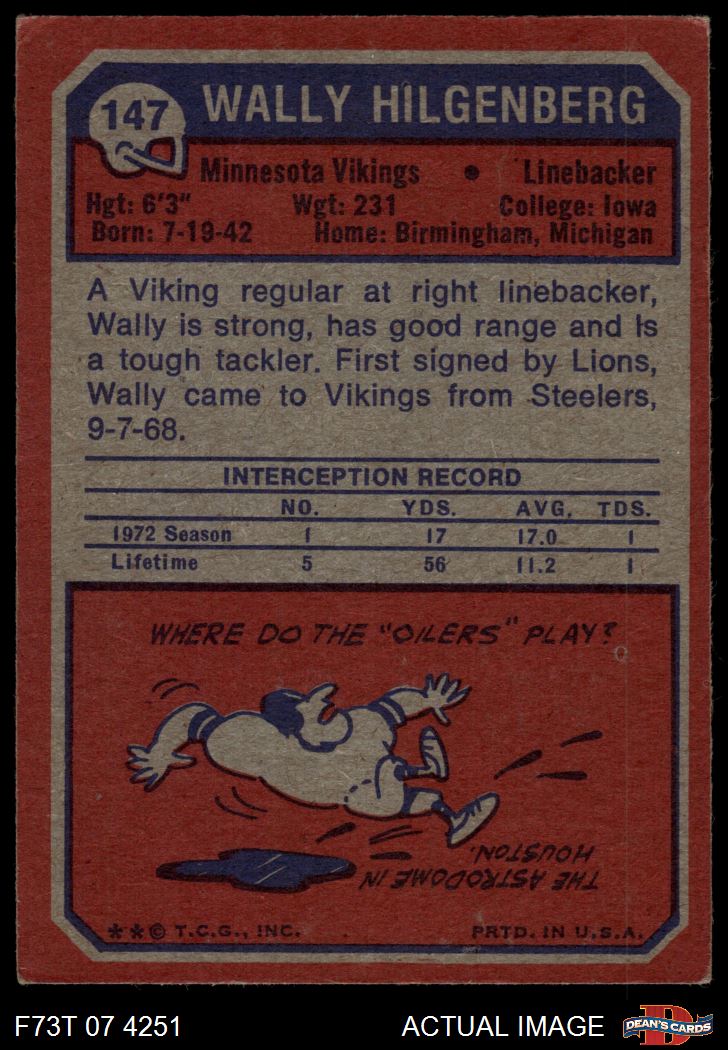 147
WALLY HILGENBERG
Minnesota Vikings • Linebacker
Hgt: 6'3" Wgt: 231 College: Iowa
Born: 7-19-42 Home: Birmingham, Michigan
A Viking regular at right linebacker,
Wally is strong, has good range and is
a tough tackler. First signed by Lions,
Wally came to Vikings from Steelers,
9-7-68.
INTERCEPTION RECORD
NO. YDS. AVG. TDS.
1972 Season 1 17 17.0 1
Lifetime 5 56 11.2 1
WHERE DO THE "OILERS" PLAY?
THE ASTRODOME IN
HOUSTON.
**© T.C.G., INC. PRTD. IN U.S.A.
F73T 07 4251 ACTUAL IMAGE
D
DEAN'S CARDS